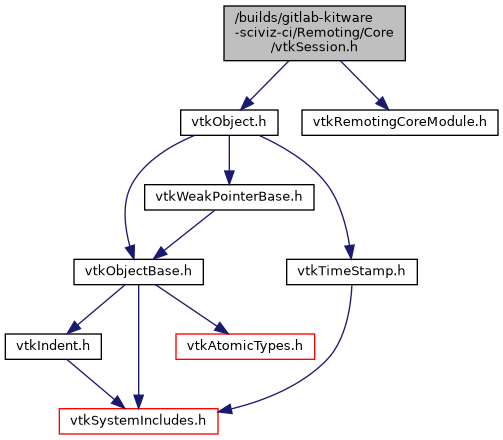 /builds/gitlab-kitware
-sciviz-ci/Remoting/Core
/vtkSession.h
vtkObject.h
vtkRemotingCoreModule.h
vtkWeakPointerBase.h
vtkObjectBase.h
vtkTimeStamp.h
vtkIndent.h
vtkAtomicTypes.h
vtkSystemIncludes.h